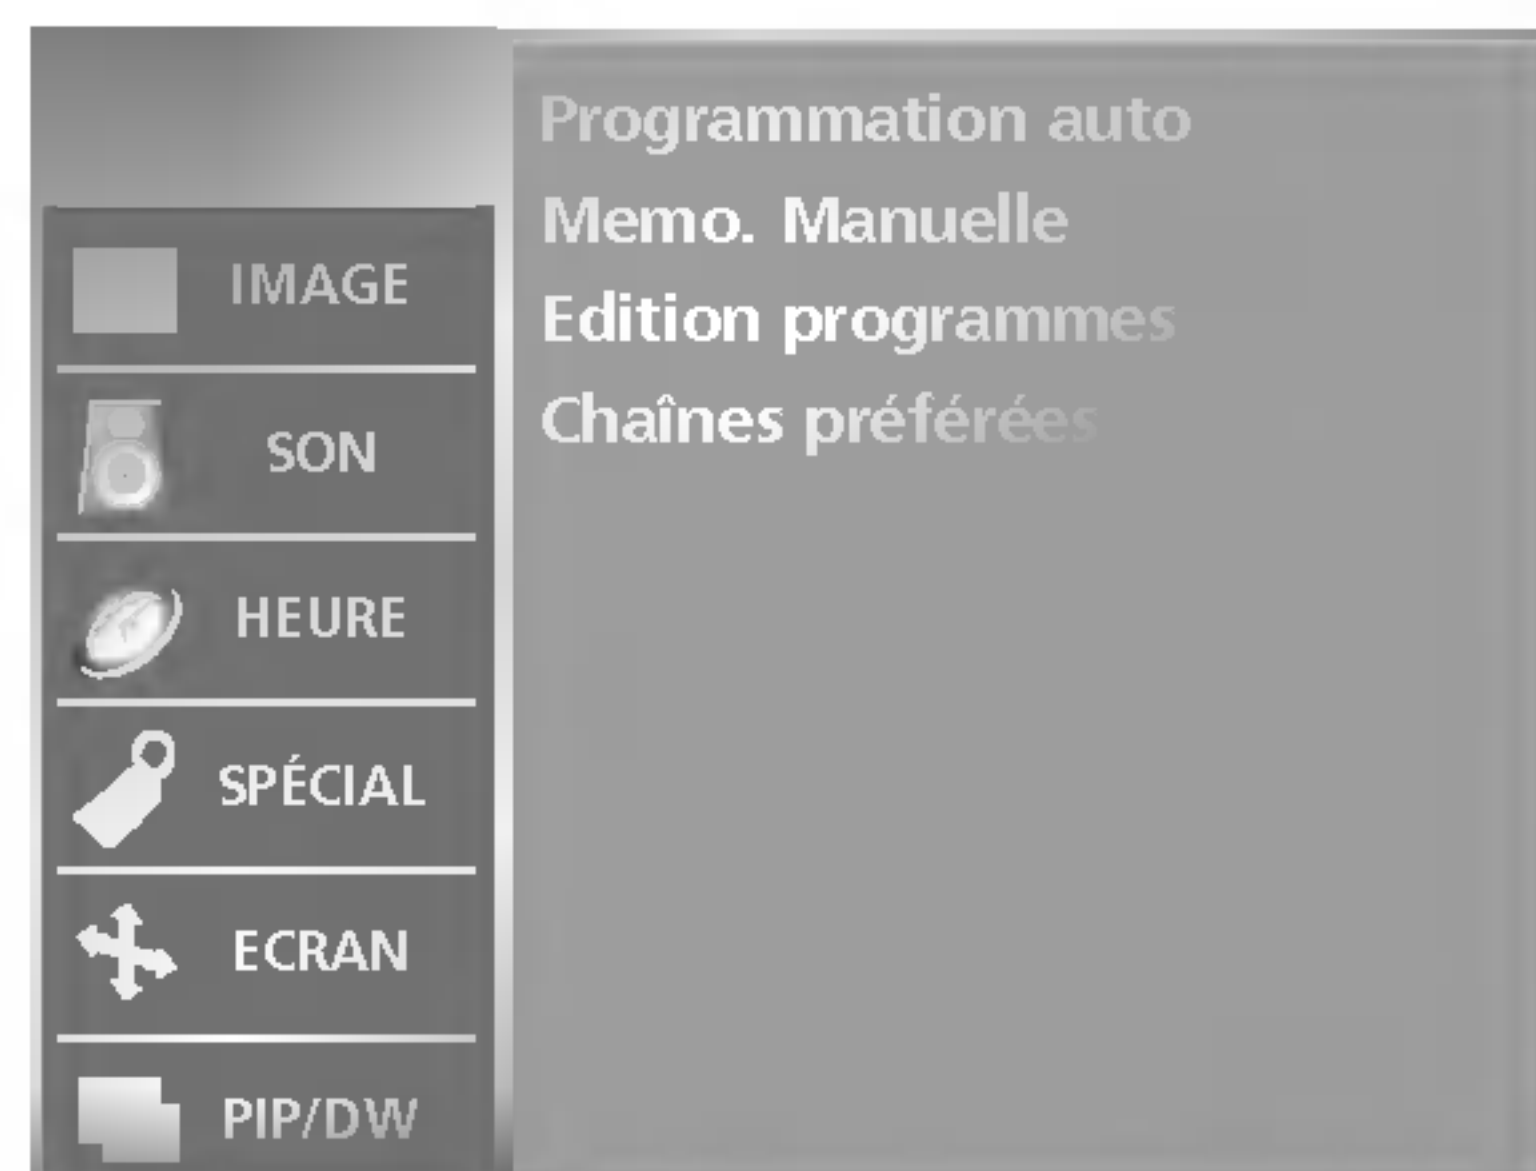 Programmation auto
Memo. Manuelle
Edition programmes
Chaînes préférées
IMAGE
SON
HEURE
SPÉCIAL
ECRAN
PIP/DW